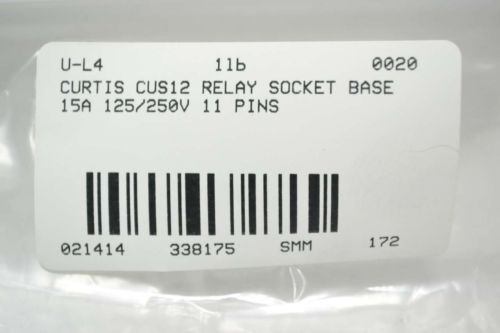 U-L4 1lb 0020
CURTIS CUS12 RELAY SOCKET BASE
15A 125/250V 11 PINS
021414 338175 SMM 172